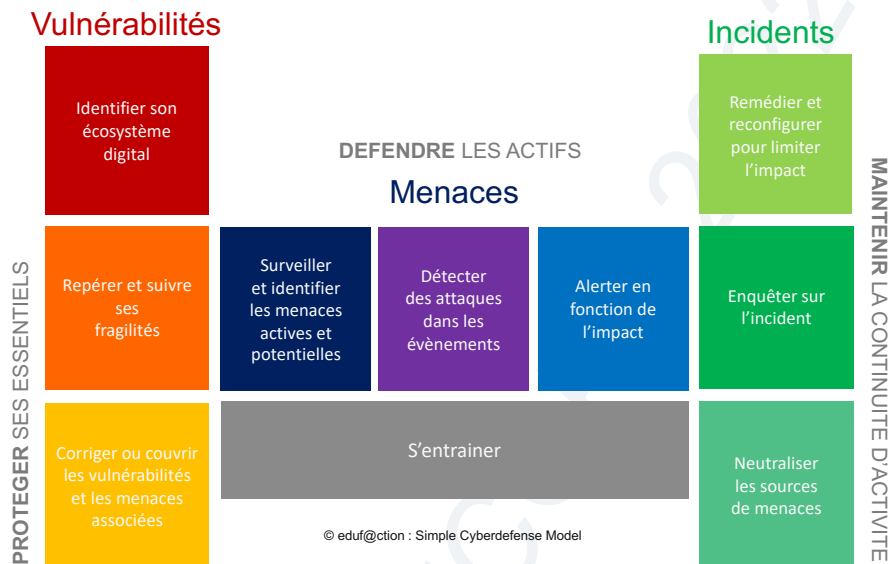 Vulnérabilités
Incidents
Identifier son
écosystème
digital
DEFENDRE LES ACTIFS
Menaces
Remédier et
reconfigurer
pour limiter
l'impact
PROTEGER SES ESSENTIELS
Repérer et suivre
ses
fragilités
Surveiller
et identifier
les menaces
actives et
potentielles
Détecter
des attaques
dans les
évènements
Alerter en
fonction de
l'impact
Enquêter sur
l'incident
MAINTENIR LA CONTINUITE D'ACTIVITE
Corriger ou couvrir
les vulnérabilités
et les menaces
associées
S'entrainer
Neutraliser
les sources
de menaces
© eduf@ction : Simple Cyberdefense Model